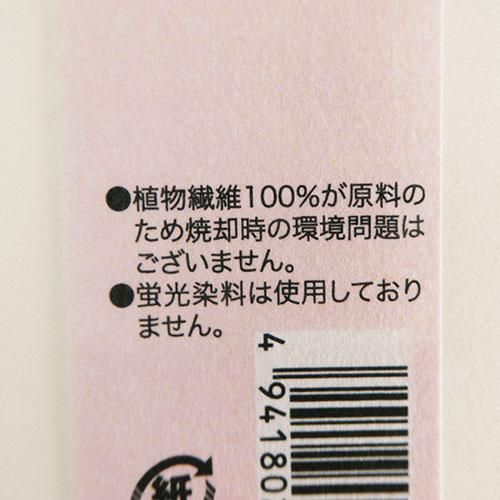 ●植物繊維100%が原料の
ため焼却時の環境問題は
ございません。
●蛍光染料は使用しており
ません。
4 94180